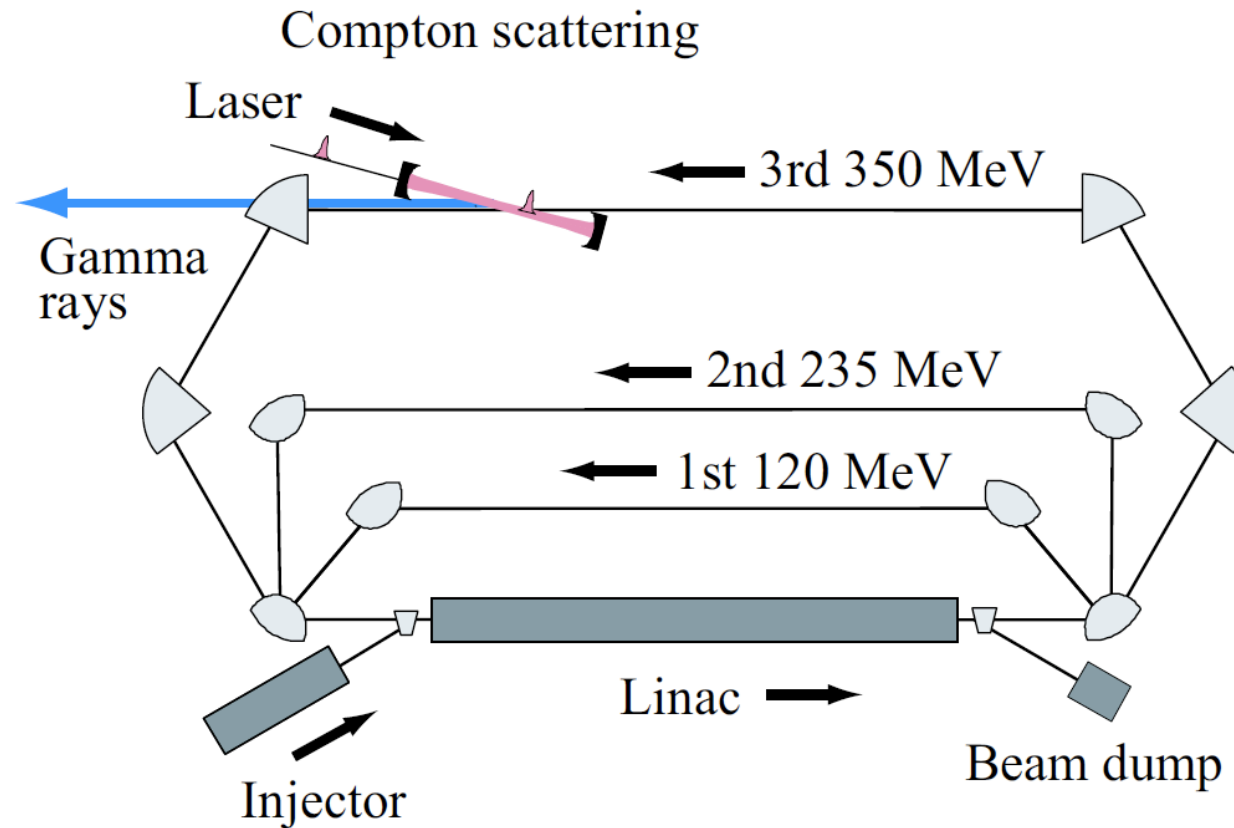 Compton scattering
Laser
3rd 350 MeV
Gamma
rays
2nd 235 MeV
1st 120 MeV
Linac
Injector
Beam dump